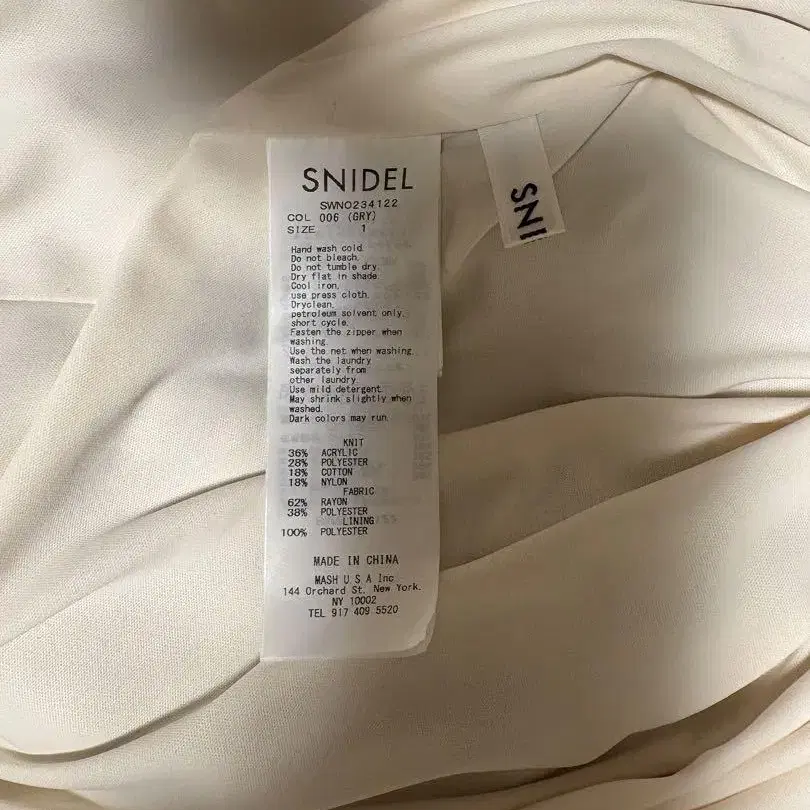 SNIDEL
SWNO234122
COL 006 (GRY)
SIZE 1
Hand wash cold.
Do not bleach.
Do not tumble dry.
Dry flat in shade.
Cool iron,
use press cloth.
Dryclean,
petroleum solvent only,
short cycle.
Fasten the zipper when
washing.
Use the net when washing.
Wash the laundry
separately from
other laundry.
Use mild detergent.
May shrink slightly when
washed.
Dark colors may run.
KNIT
36% ACRYLIC
28% POLYESTER
18% COTTON
18% NYLON
FABRIC
62% RAYON
38% POLYESTER
LINING
100% POLYESTER
MADE IN CHINA
MASH U S A Inc
144 Orchard St. New York.
NY 10002
TEL 917 409 5520
SNI